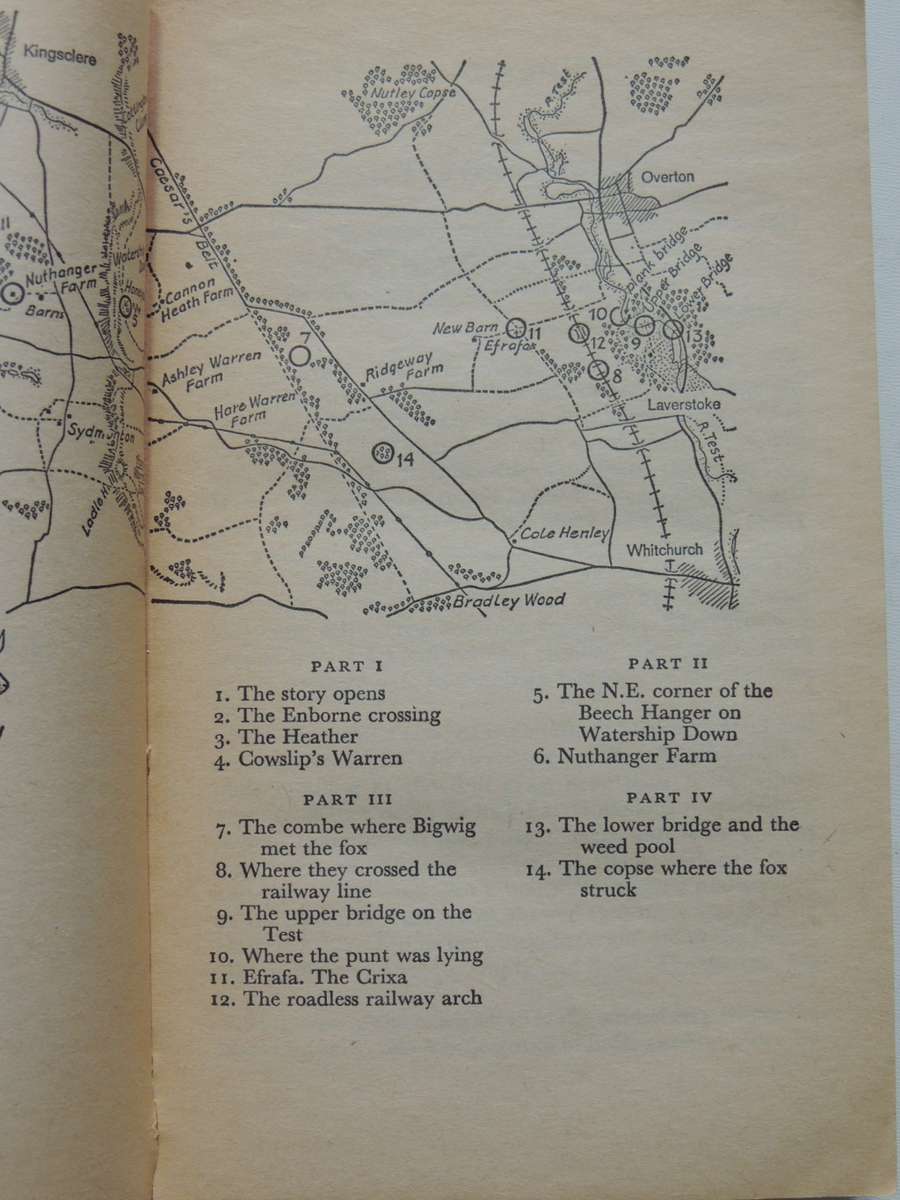 Kingsclere
Nutley Copse
R. Test
Overton
Caesar's
Belt
plank bridge
Upper Bridge
Lower Bridge
Nuthanger
Farm
Barns
Cannon
Heath Farm
New Barn
Efrafa
11
10
12
9
13
8
7
Ashley Warren
Farm
Ridgeway
Farm
Hare Warren
Farm
Laverstoke
R. Test
14
Cole Henley
Whitchurch
Bradley Wood
PART I
1. The story opens
2. The Enborne crossing
3. The Heather
4. Cowslip's Warren
PART II
5. The N.E. corner of the
Beech Hanger on
Watership Down
6. Nuthanger Farm
PART III
7. The combe where Bigwig
met the fox
8. Where they crossed the
railway line
9. The upper bridge on the
Test
10. Where the punt was lying
11. Efrafa. The Crixa
12. The roadless railway arch
PART IV
13. The lower bridge and the
weed pool
14. The copse where the fox
struck